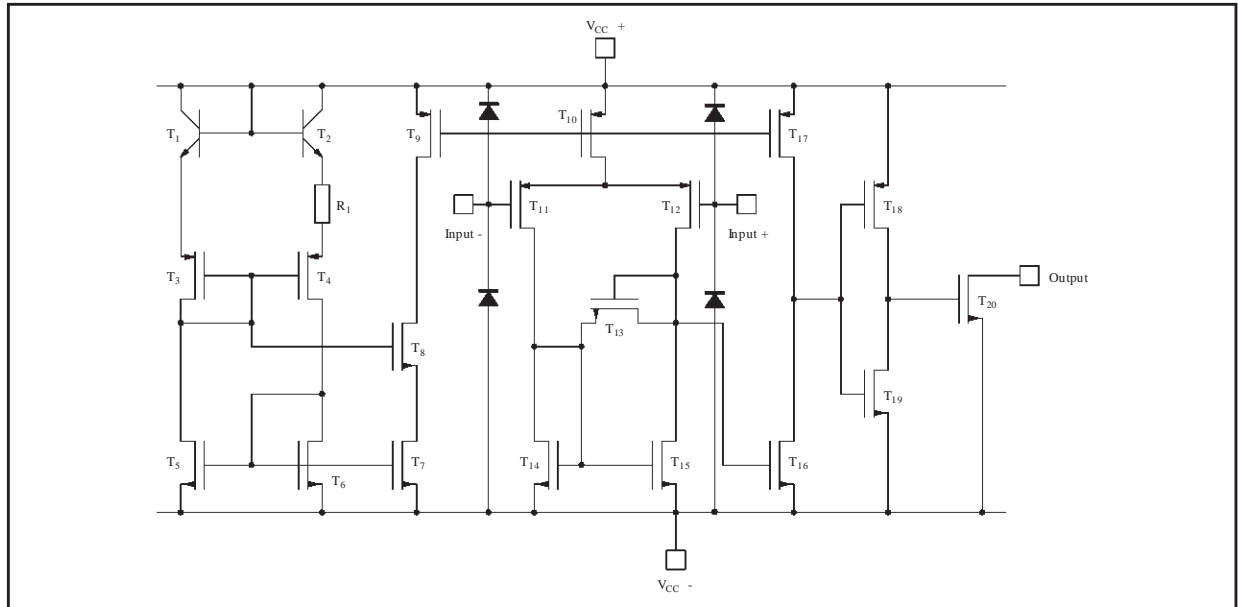 VCC +
T1
T2
T9
T10
T17
R1
T11
T12
T18
Input -
Input +
T3
T4
Output
T20
T13
T8
T19
T5
T6
T7
T14
T15
T16
VCC -